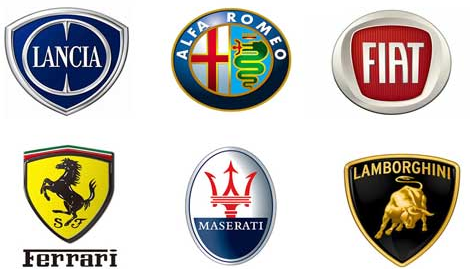 LANCIA
ALFA ROMEO
FIAT
S F
Ferrari
MASERATI
LAMBORGHINI